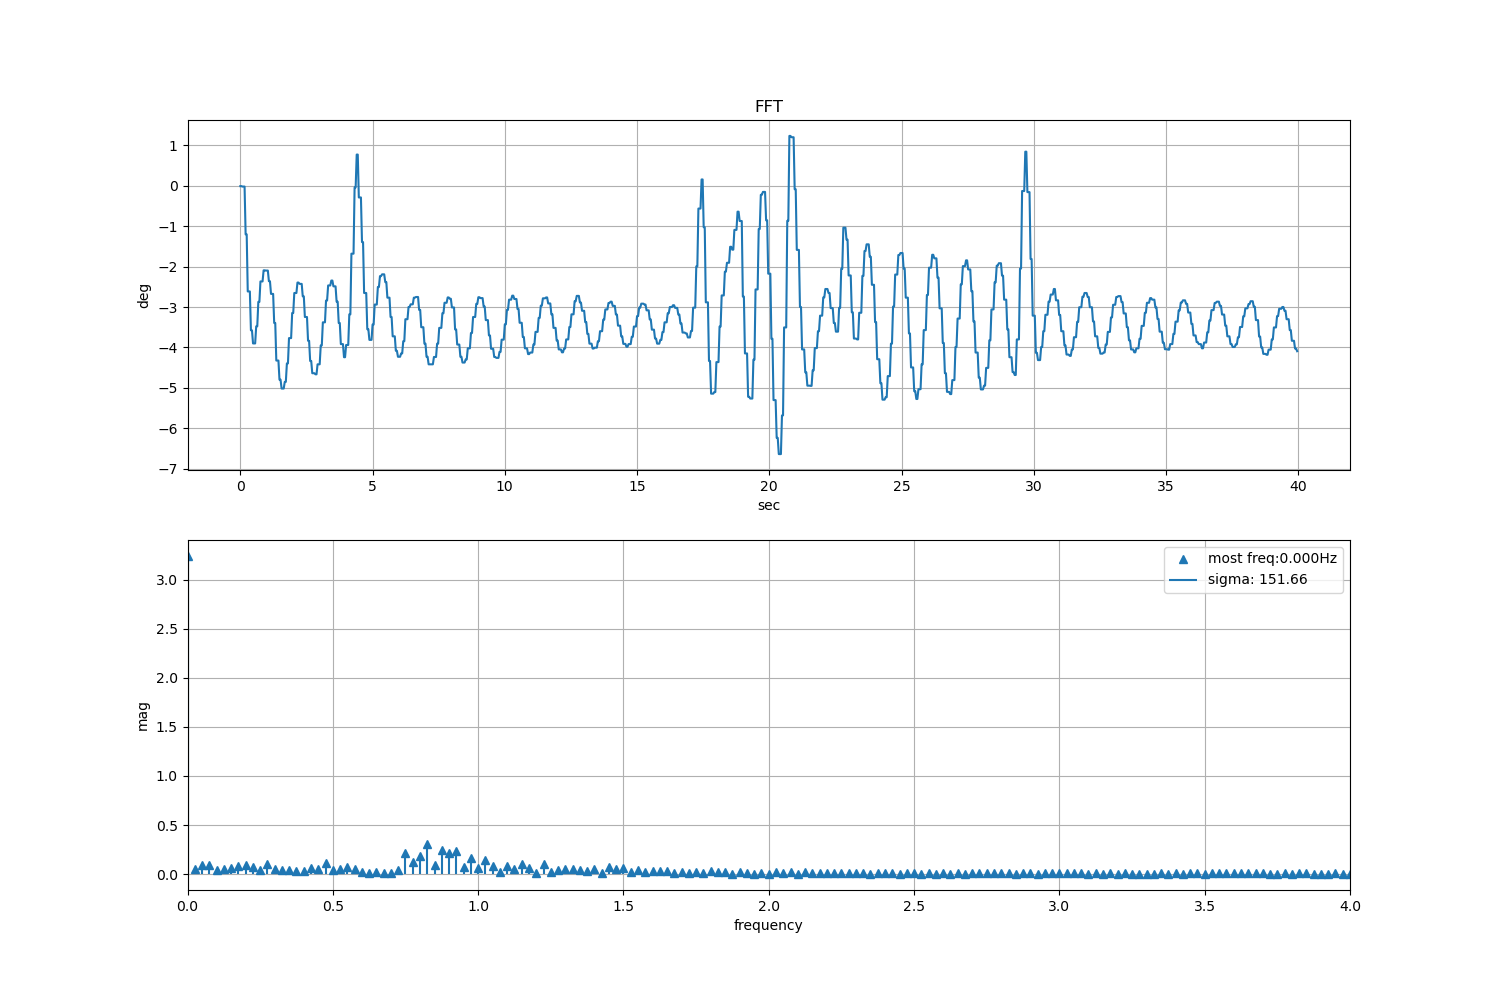 FFT
1
0
−1
−2
−3
−4
−5
−6
−7
deg
0 5 10 15 20 25 30 35 40
sec
most freq:0.000Hz
sigma: 151.66
3.0
2.5
2.0
1.5
1.0
0.5
0.0
mag
0.0 0.5 1.0 1.5 2.0 2.5 3.0 3.5 4.0
frequency